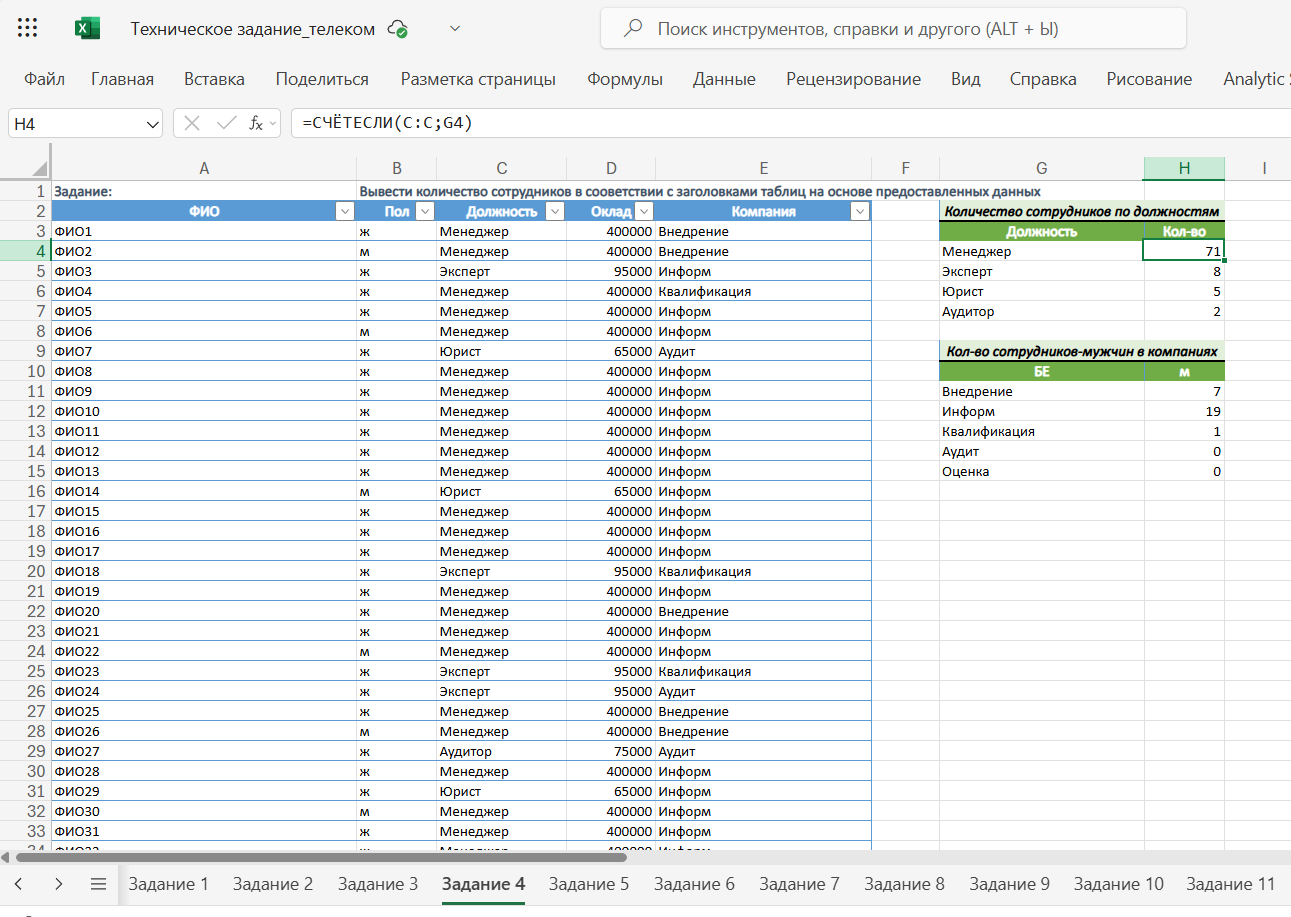 Техническое задание_телеком
Поиск инструментов, справки и другого (ALT + Ы)
Файл Главная Вставка Поделиться Разметка страницы Формулы Данные Рецензирование Вид Справка Рисование Analytic
H4 fx =СЧЁТЕСЛИ(C:C;G4)
A B C D E F G H I
1 Задание: Вывести количество сотрудников в сооветствии с заголовками таблиц на основе предоставленных данных
2 ФИО Пол Должность Оклад Компания Количество сотрудников по должностям
3 ФИО1 ж Менеджер 400000 Внедрение Должность Кол-во
4 ФИО2 м Менеджер 400000 Внедрение Менеджер 71
5 ФИО3 ж Эксперт 95000 Информ Эксперт 8
6 ФИО4 ж Менеджер 400000 Квалификация Юрист 5
7 ФИО5 ж Менеджер 400000 Информ Аудитор 2
8 ФИО6 м Менеджер 400000 Информ
9 ФИО7 ж Юрист 65000 Аудит Кол-во сотрудников-мужчин в компаниях
10 ФИО8 ж Менеджер 400000 Информ БЕ м
11 ФИО9 ж Менеджер 400000 Информ Внедрение 7
12 ФИО10 ж Менеджер 400000 Информ Информ 19
13 ФИО11 ж Менеджер 400000 Информ Квалификация 1
14 ФИО12 ж Менеджер 400000 Информ Аудит 0
15 ФИО13 ж Менеджер 400000 Информ Оценка 0
16 ФИО14 м Юрист 65000 Информ
17 ФИО15 ж Менеджер 400000 Информ
18 ФИО16 ж Менеджер 400000 Информ
19 ФИО17 ж Менеджер 400000 Информ
20 ФИО18 ж Эксперт 95000 Квалификация
21 ФИО19 ж Менеджер 400000 Информ
22 ФИО20 ж Менеджер 400000 Внедрение
23 ФИО21 ж Менеджер 400000 Информ
24 ФИО22 м Менеджер 400000 Информ
25 ФИО23 ж Эксперт 95000 Квалификация
26 ФИО24 ж Эксперт 95000 Аудит
27 ФИО25 ж Менеджер 400000 Внедрение
28 ФИО26 м Менеджер 400000 Внедрение
29 ФИО27 ж Аудитор 75000 Аудит
30 ФИО28 ж Менеджер 400000 Информ
31 ФИО29 ж Юрист 65000 Информ
32 ФИО30 м Менеджер 400000 Информ
33 ФИО31 ж Менеджер 400000 Информ
Задание 1 Задание 2 Задание 3 Задание 4 Задание 5 Задание 6 Задание 7 Задание 8 Задание 9 Задание 10 Задание 11